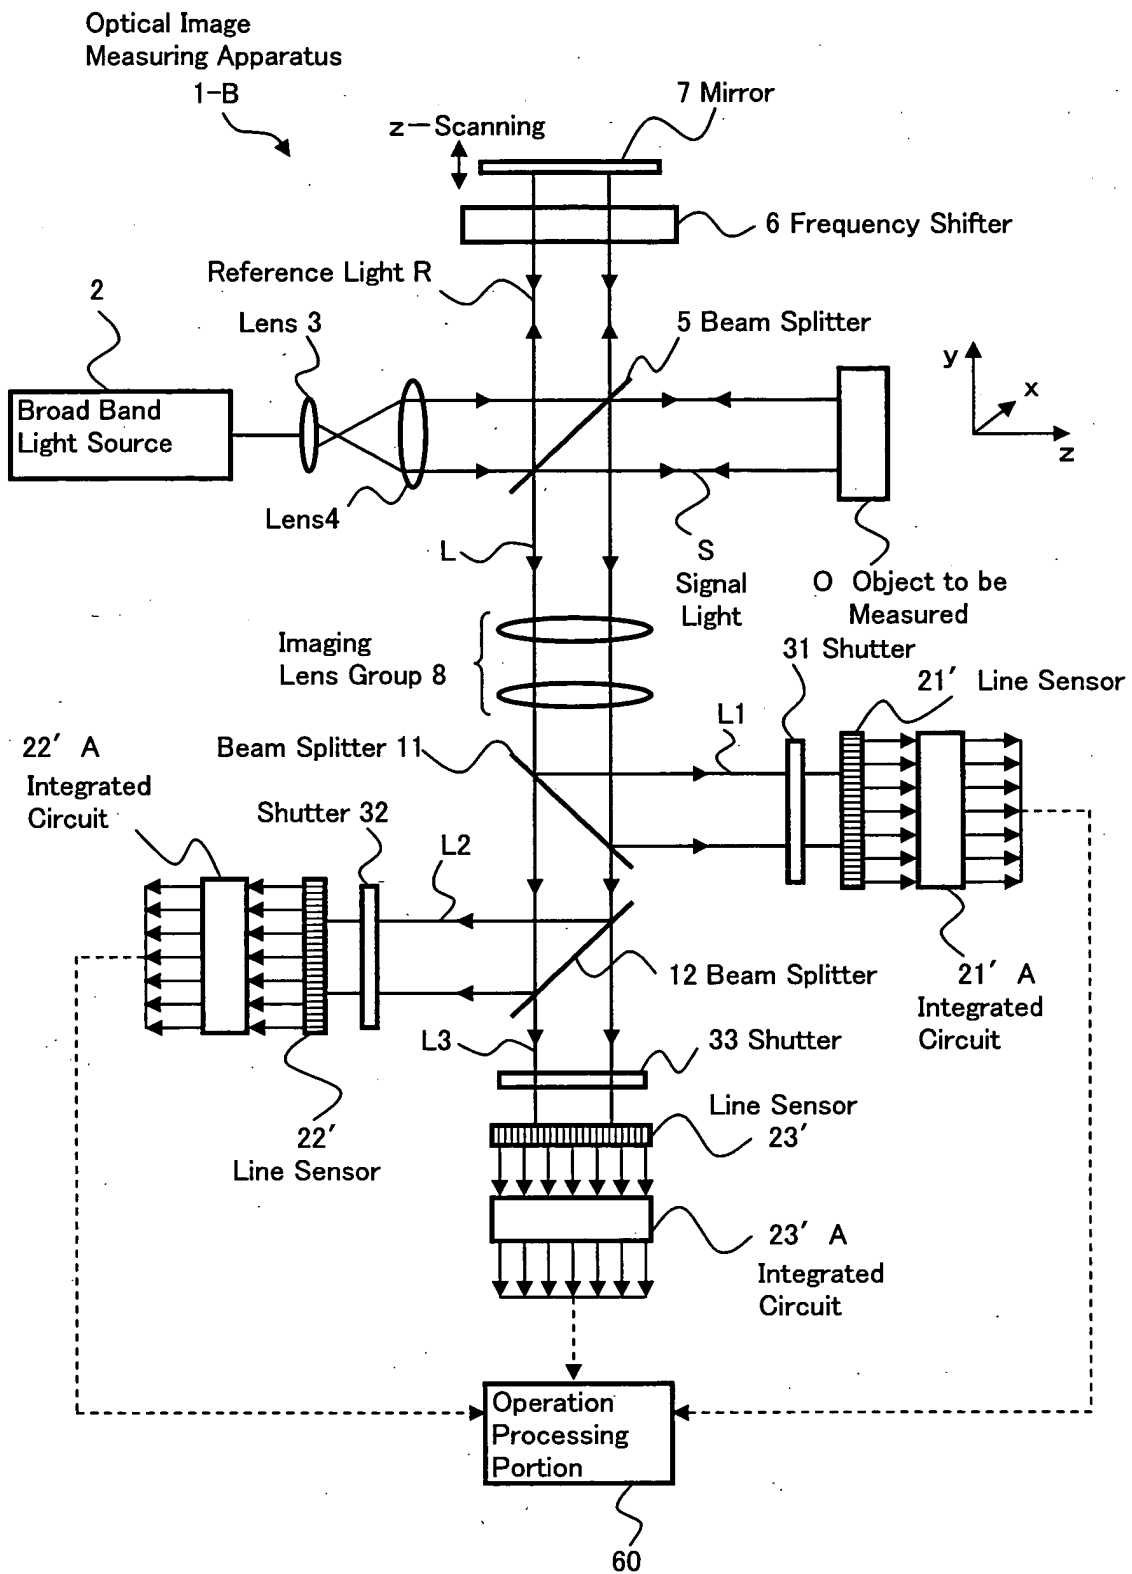 Optical Image
Measuring Apparatus
1-B
7 Mirror
z-Scanning
6 Frequency Shifter
Reference Light R
2
Lens 3
5 Beam Splitter
y
x
z
Broad Band
Light Source
Lens4
L
S
Signal
Light
O Object to be
Measured
Imaging
Lens Group 8
31 Shutter
21′ Line Sensor
L1
Beam Splitter 11
22′ A
Integrated
Circuit
Shutter 32
L2
12 Beam Splitter
21′ A
Integrated
Circuit
L3
33 Shutter
Line Sensor
23′
22′
Line Sensor
23′ A
Integrated
Circuit
Operation
Processing
Portion
60